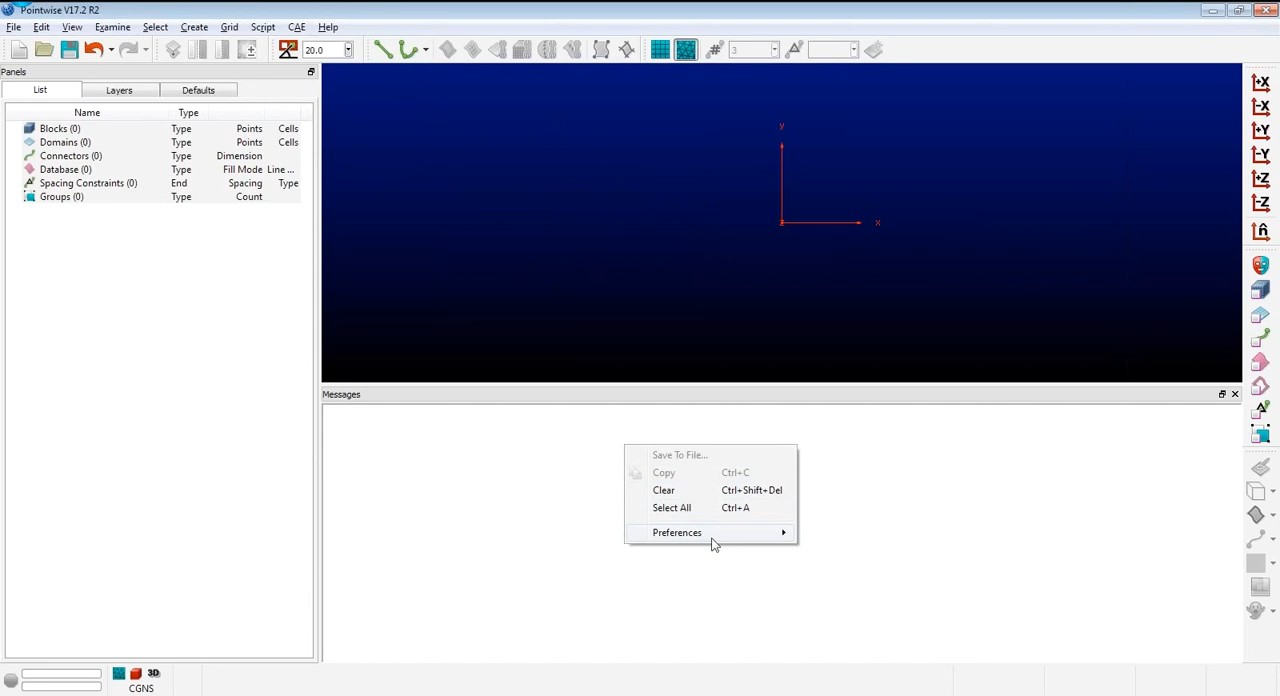 Pointwise V17.2 R2
File Edit View Examine Select Create Grid Script CAE Help
20.0 3
Panels
List Layers Defaults
Name Type
Blocks (0) Type Points Cells
Domains (0) Type Points Cells
Connectors (0) Type Dimension
Database (0) Type Fill Mode Line ...
Spacing Constraints (0) End Spacing Type
Groups (0) Type Count
y
x
z
+X
-X
+Y
-Y
+Z
-Z
n̂
Messages
Save To File...
Copy Ctrl+C
Clear Ctrl+Shift+Del
Select All Ctrl+A
Preferences
3D
CGNS